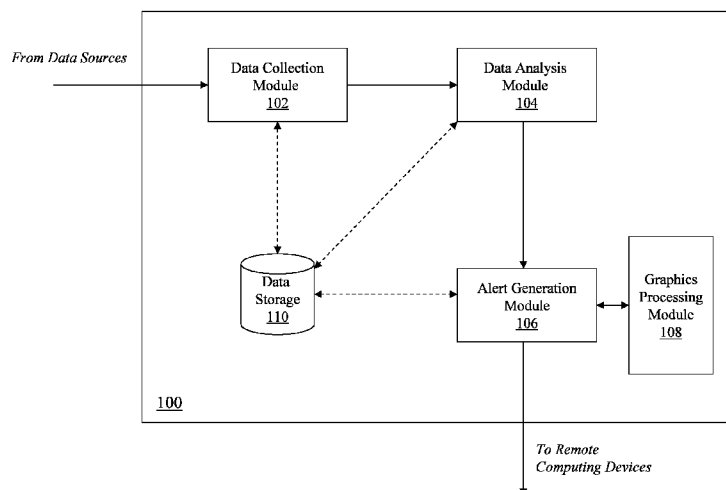 From Data Sources
Data Collection
Module
102
Data Analysis
Module
104
Data
Storage
110
Alert Generation
Module
106
Graphics
Processing
Module
108
100
To Remote
Computing Devices